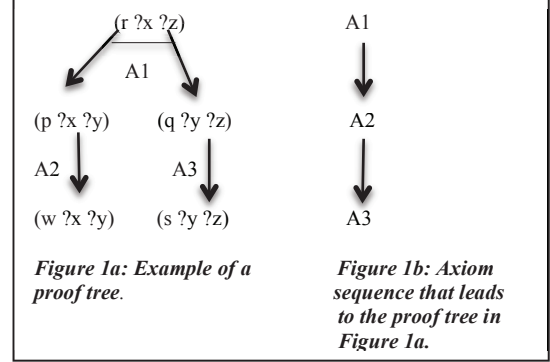 (r ?x ?z)
A1
(p ?x ?y) (q ?y ?z)
A2 A3
(w ?x ?y) (s ?y ?z)
Figure 1a: Example of a
proof tree.
A1
A2
A3
Figure 1b: Axiom
sequence that leads
to the proof tree in
Figure 1a.